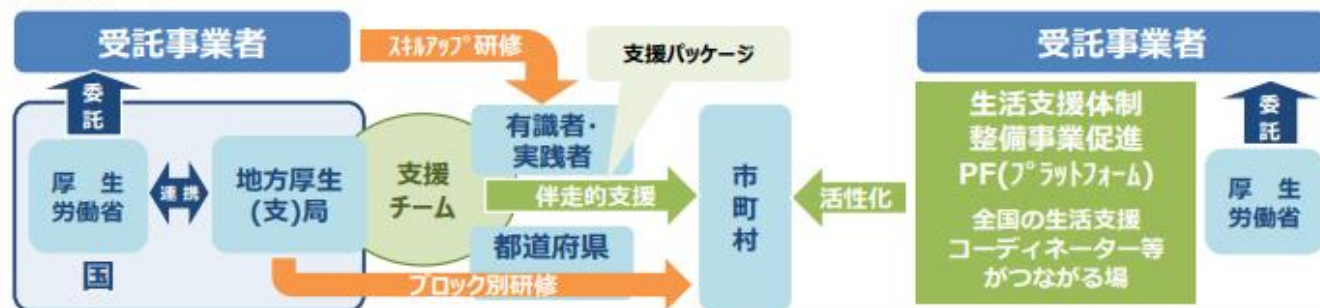 受託事業者
ｽｷﾙｱｯﾌﾟ研修
支援パッケージ
委
託
厚 生
労働省
連携
地方厚生
(支)局
国
支援
チーム
有識者・
実践者
伴走的支援
都道府県
ブロック別研修
市
町
村
活性化
受託事業者
生活支援体制
整備事業促進
PF(ﾌﾟﾗｯﾄﾌｫｰﾑ)
全国の生活支援
コーディネーター等
がつながる場
委
託
厚 生
労働省